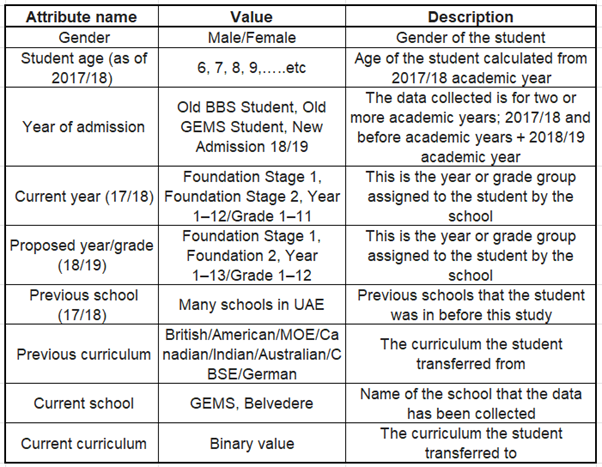 Attribute name Value Description
Gender Male/Female Gender of the student
Student age (as of 2017/18) 6, 7, 8, 9,.....etc Age of the student calculated from 2017/18 academic year
Year of admission Old BBS Student, Old GEMS Student, New Admission 18/19 The data collected is for two or more academic years; 2017/18 and before academic years + 2018/19 academic year
Current year (17/18) Foundation Stage 1, Foundation Stage 2, Year 1–12/Grade 1–11 This is the year or grade group assigned to the student by the school
Proposed year/grade (18/19) Foundation Stage 1, Foundation 2, Year 1–13/Grade 1–12 This is the year or grade group assigned to the student by the school
Previous school (17/18) Many schools in UAE Previous schools that the student was in before this study
Previous curriculum British/American/MOE/Canadian/Indian/Australian/CBSE/German The curriculum the student transferred from
Current school GEMS, Belvedere Name of the school that the data has been collected
Current curriculum Binary value The curriculum the student transferred to